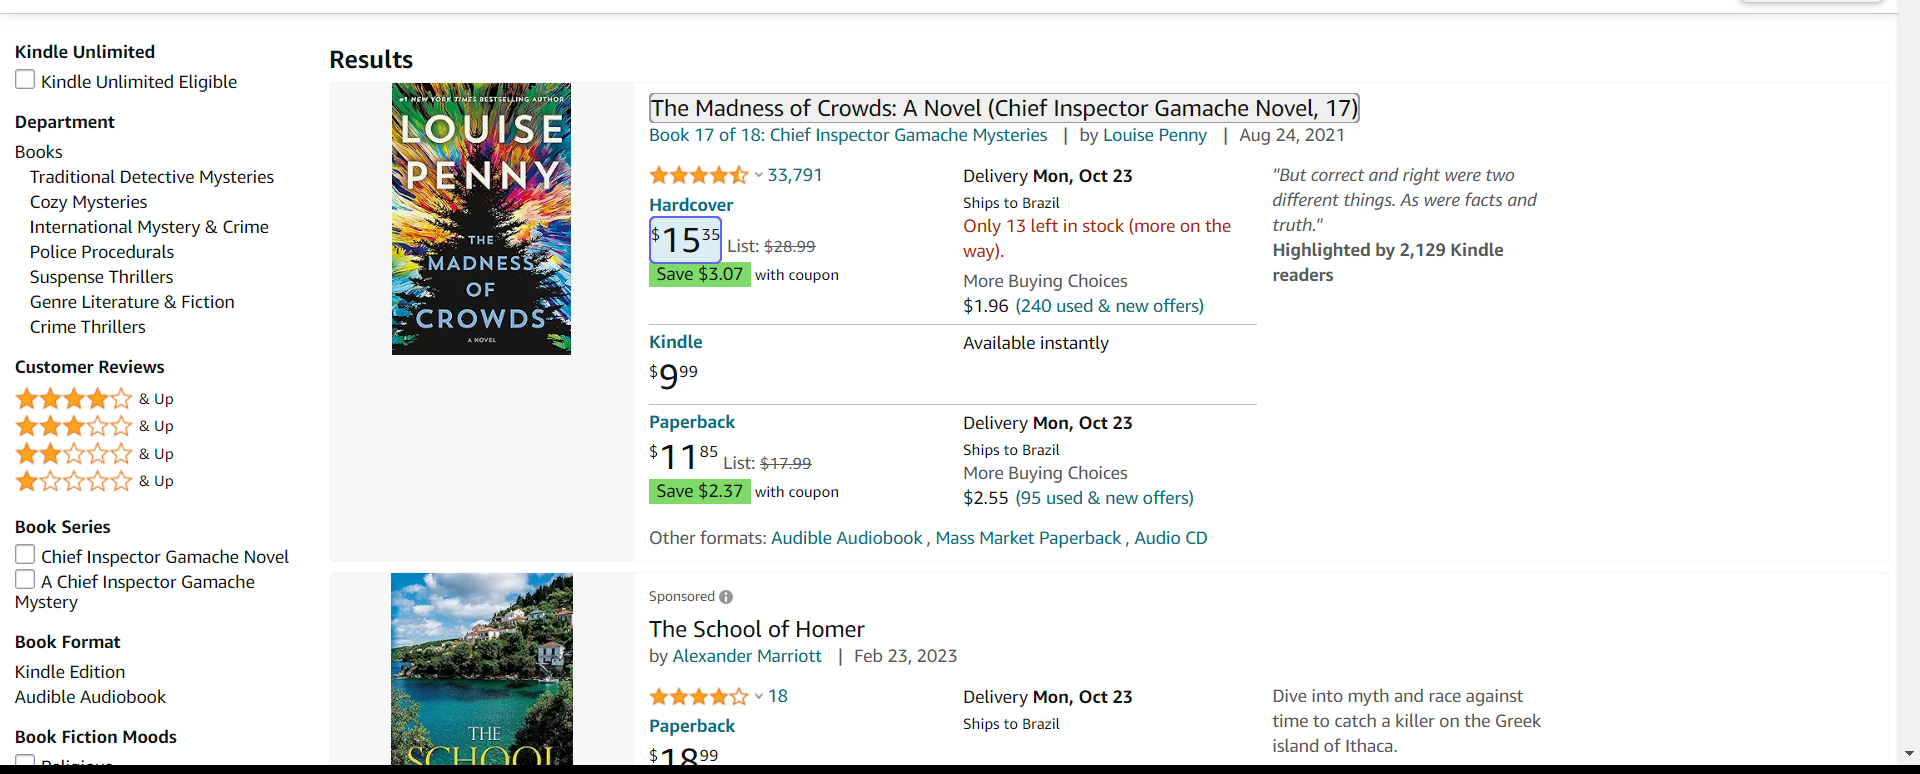 Kindle Unlimited
Kindle Unlimited Eligible
Department
Books
Traditional Detective Mysteries
Cozy Mysteries
International Mystery & Crime
Police Procedurals
Suspense Thrillers
Genre Literature & Fiction
Crime Thrillers
Customer Reviews
& Up
& Up
& Up
& Up
Book Series
Chief Inspector Gamache Novel
A Chief Inspector Gamache
Mystery
Book Format
Kindle Edition
Audible Audiobook
Book Fiction Moods
Religious
Results
#1 NEW YORK TIMES BESTSELLING AUTHOR
LOUISE
PENNY
THE
MADNESS
OF
CROWDS
A NOVEL
The Madness of Crowds: A Novel (Chief Inspector Gamache Novel, 17)
Book 17 of 18: Chief Inspector Gamache Mysteries | by Louise Penny | Aug 24, 2021
33,791
Hardcover
$15 35 List: $28.99
Save $3.07 with coupon
Delivery Mon, Oct 23
Ships to Brazil
Only 13 left in stock (more on the
way).
More Buying Choices
$1.96 (240 used & new offers)
"But correct and right were two
different things. As were facts and
truth."
Highlighted by 2,129 Kindle
readers
Kindle
$9 99
Available instantly
Paperback
$11 85 List: $17.99
Save $2.37 with coupon
Delivery Mon, Oct 23
Ships to Brazil
More Buying Choices
$2.55 (95 used & new offers)
Other formats: Audible Audiobook , Mass Market Paperback , Audio CD
THE
SCHOOL
Sponsored
The School of Homer
by Alexander Marriott | Feb 23, 2023
18
Paperback
$18 99
Delivery Mon, Oct 23
Ships to Brazil
Dive into myth and race against
time to catch a killer on the Greek
island of Ithaca.